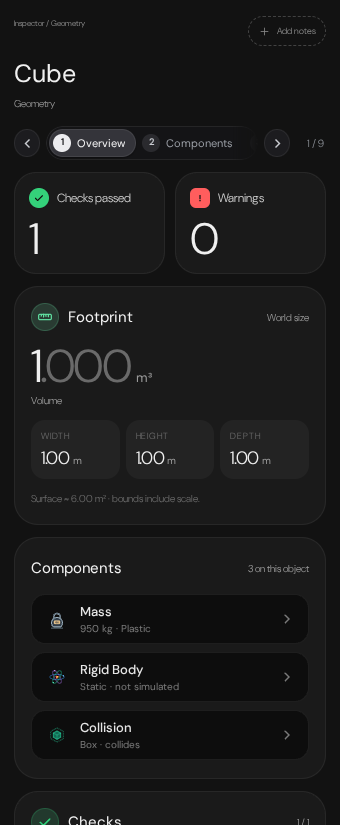 Inspector / Geometry
Add notes
Cube
Geometry
1 Overview 2 Components 1 / 9
Checks passed
1
Warnings
0
Footprint World size
1.000 m³
Volume
WIDTH HEIGHT DEPTH
1.00 m 1.00 m 1.00 m
Surface ≈ 6.00 m² · bounds include scale.
Components 3 on this object
Mass
950 kg · Plastic
Rigid Body
Static · not simulated
Collision
Box · collides
Checks 1 / 1